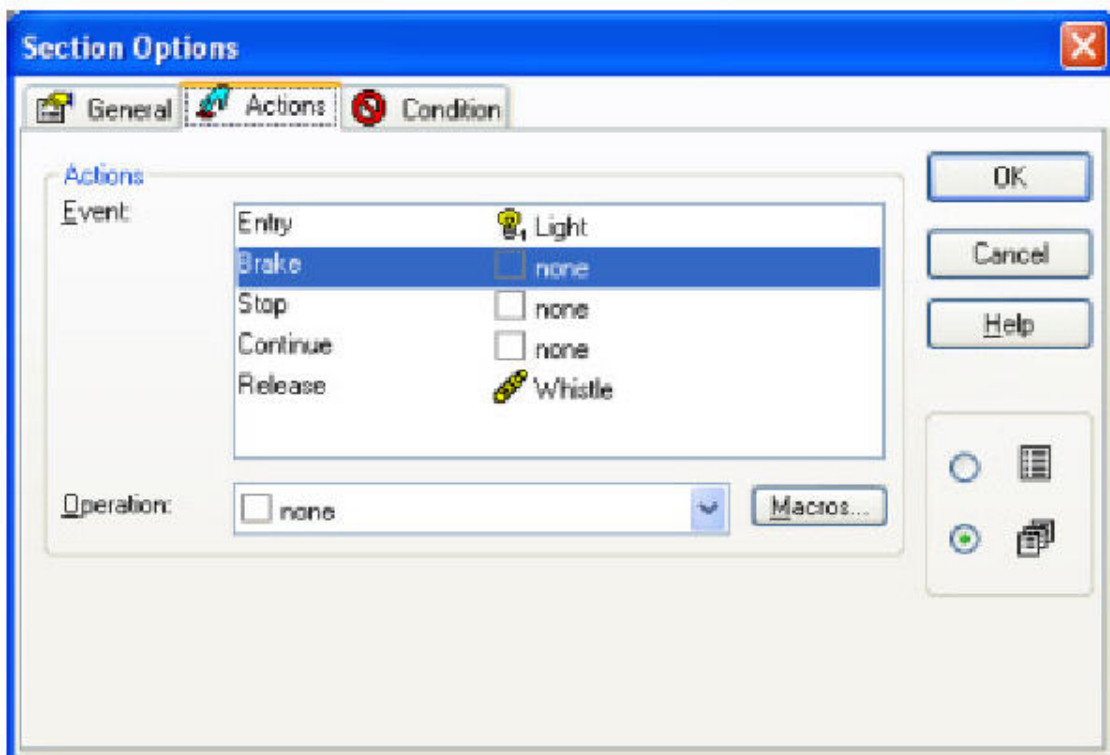 Section Options
General Actions Condition
Actions
Event:
Entry Light
Brake none
Stop none
Continue none
Release Whistle
Operation: none Macros...
OK
Cancel
Help